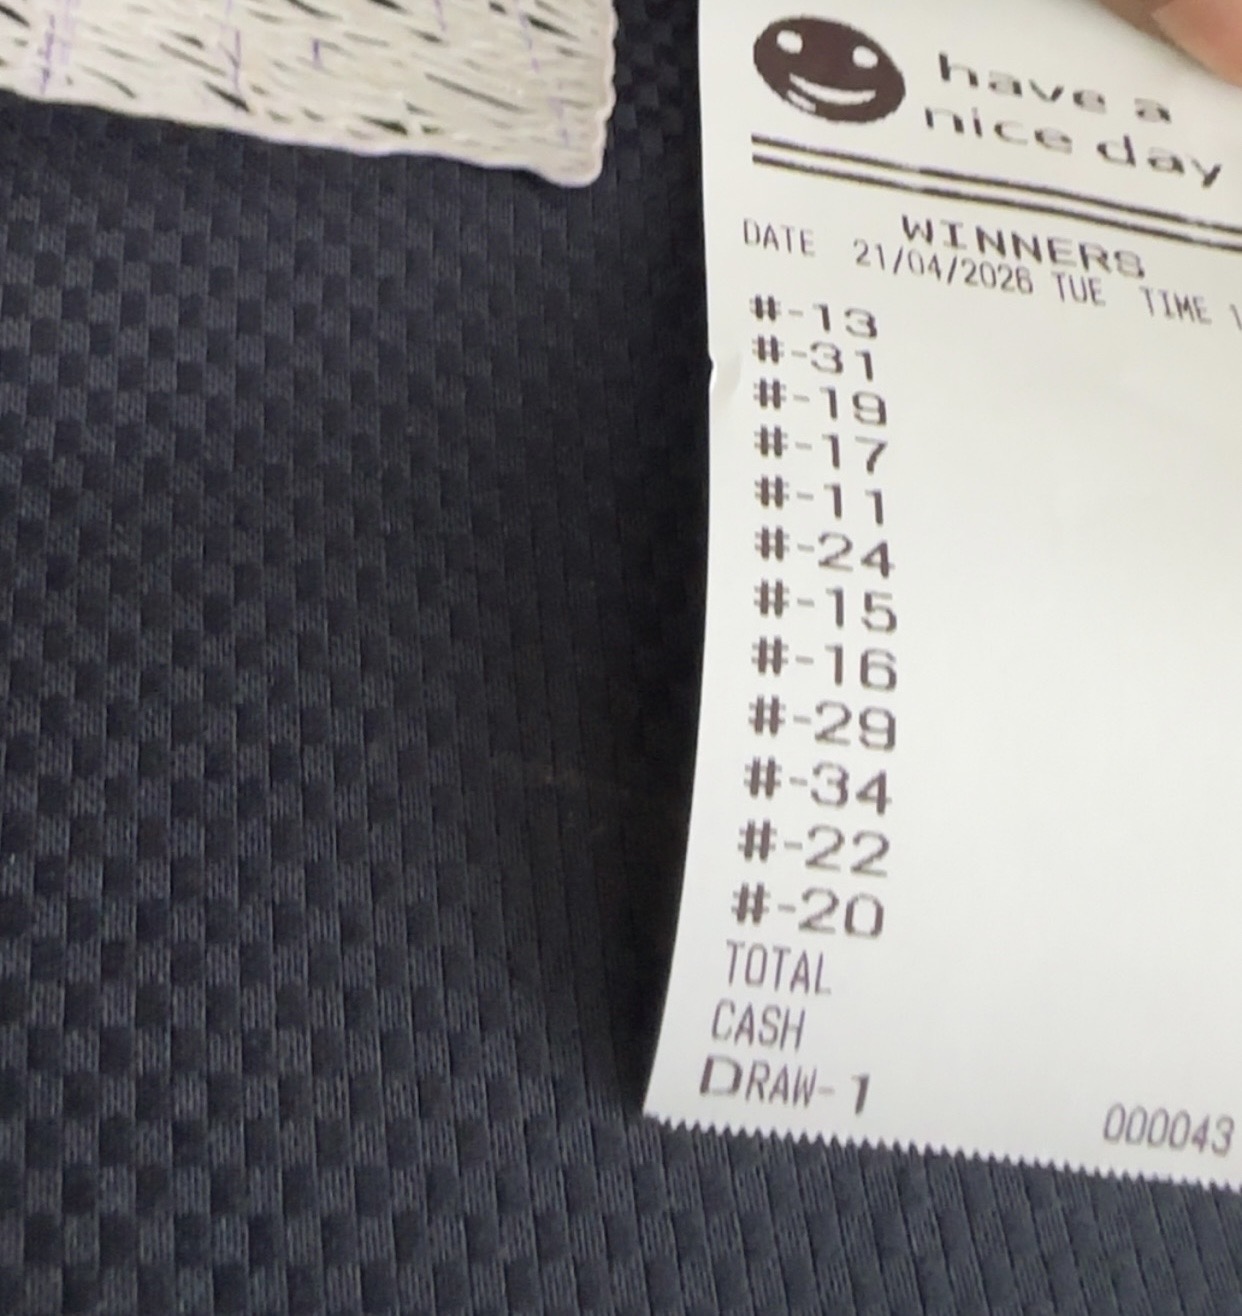 have a
nice day
WINNERS
DATE 21/04/2026 TUE TIME 1
#-13
#-31
#-19
#-17
#-11
#-24
#-15
#-16
#-29
#-34
#-22
#-20
TOTAL
CASH
DRAW-1 000043